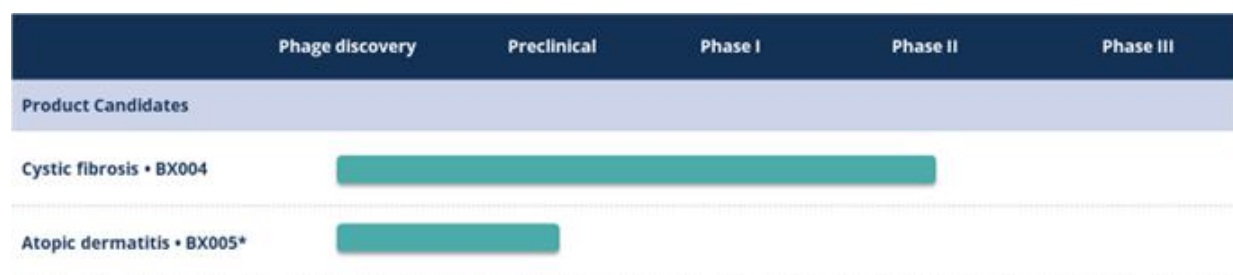 Phage discovery Preclinical Phase I Phase II Phase III
Product Candidates
Cystic fibrosis • BX004
Atopic dermatitis • BX005*